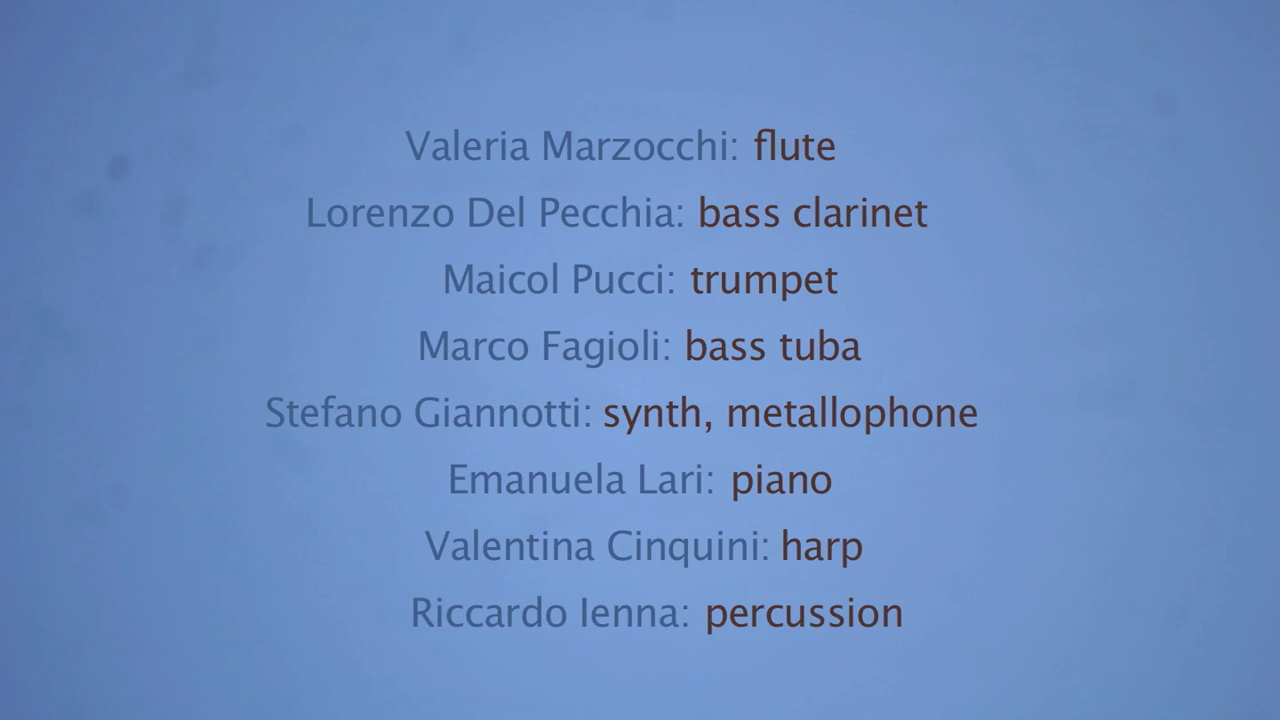 Valeria Marzocchi: flute
Lorenzo Del Pecchia: bass clarinet
Maicol Pucci: trumpet
Marco Fagioli: bass tuba
Stefano Giannotti: synth, metallophone
Emanuela Lari: piano
Valentina Cinquini: harp
Riccardo Ienna: percussion